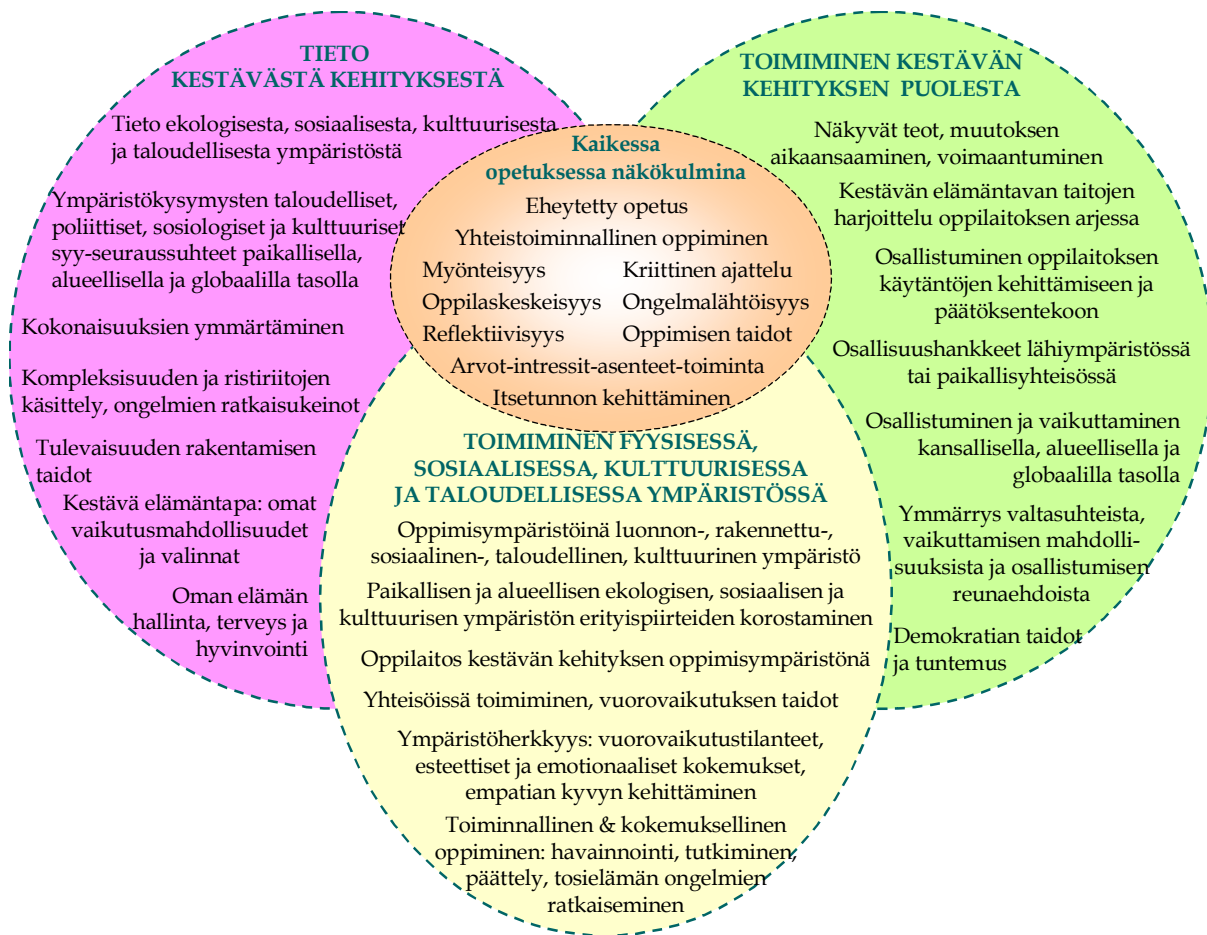 TIETO
KESTÄVÄSTÄ KEHITYKSESTÄ
Tieto ekologisesta, sosiaalisesta, kulttuurisesta
ja taloudellisesta ympäristöstä
Ympäristökysymysten taloudelliset,
poliittiset, sosiologiset ja kulttuuriset
syy-seuraussuhteet paikallisella,
alueellisella ja globaalilla tasolla
Kokonaisuuksien ymmärtäminen
Kompleksisuuden ja ristiriitojen
käsittely, ongelmien ratkaisukeinot
Tulevaisuuden rakentamisen
taidot
Kestävä elämäntapa: omat
vaikutusmahdollisuudet
ja valinnat
Oman elämän
hallinta, terveys ja
hyvinvointi
Kaikessa
opetuksessa näkökulmina
Eheytetty opetus
Yhteistoiminnallinen oppiminen
Myönteisyys Kriittinen ajattelu
Oppilaskeskeisyys Ongelmalähtöisyys
Reflektiivisyys Oppimisen taidot
Arvot-intressit-asenteet-toiminta
Itsetunnon kehittäminen
TOIMIMINEN KESTÄVÄN
KEHITYKSEN PUOLESTA
Näkyvät teot, muutoksen
aikaansaaminen, voimaantuminen
Kestävän elämäntavan taitojen
harjoittelu oppilaitoksen arjessa
Osallistuminen oppilaitoksen
käytäntöjen kehittämiseen ja
päätöksentekoon
Osallisuushankkeet lähiympäristössä
tai paikallisyhteisössä
Osallistuminen ja vaikuttaminen
kansallisella, alueellisella ja
globaalilla tasolla
Ymmärrys valtasuhteista,
vaikuttamisen mahdolli-
suuksista ja osallistumisen
reunaehdoista
Demokratian taidot
ja tuntemus
TOIMIMINEN FYYSISESSÄ,
SOSIAALISESSA, KULTTUURISESSA
JA TALOUDELLISESSA YMPÄRISTÖSSÄ
Oppimisympäristöinä luonnon-, rakennettu-,
sosiaalinen-, taloudellinen, kulttuurinen ympäristö
Paikallisen ja alueellisen ekologisen, sosiaalisen ja
kulttuurisen ympäristön erityispiirteiden korostaminen
Oppilaitos kestävän kehityksen oppimisympäristönä
Yhteisöissä toimiminen, vuorovaikutuksen taidot
Ympäristöherkkyys: vuorovaikutustilanteet,
esteettiset ja emotionaaliset kokemukset,
empatian kyvyn kehittäminen
Toiminnallinen & kokemuksellinen
oppiminen: havainnointi, tutkiminen,
päättely, tosielämän ongelmien
ratkaiseminen